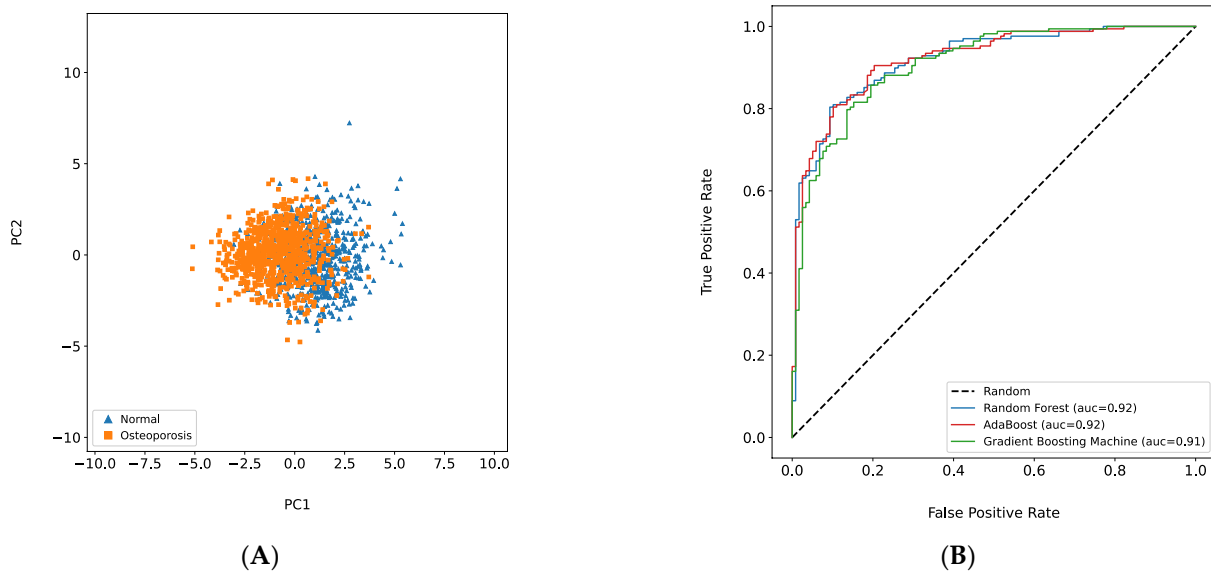 10
5
0
−5
−10
PC2
−10.0
−7.5
−5.0
−2.5
0.0
2.5
5.0
7.5
10.0
PC1
Normal
Osteoporosis
(A)
1.0
0.8
0.6
0.4
0.2
0.0
True Positive Rate
0.0
0.2
0.4
0.6
0.8
1.0
False Positive Rate
Random
Random Forest (auc=0.92)
AdaBoost (auc=0.92)
Gradient Boosting Machine (auc=0.91)
(B)